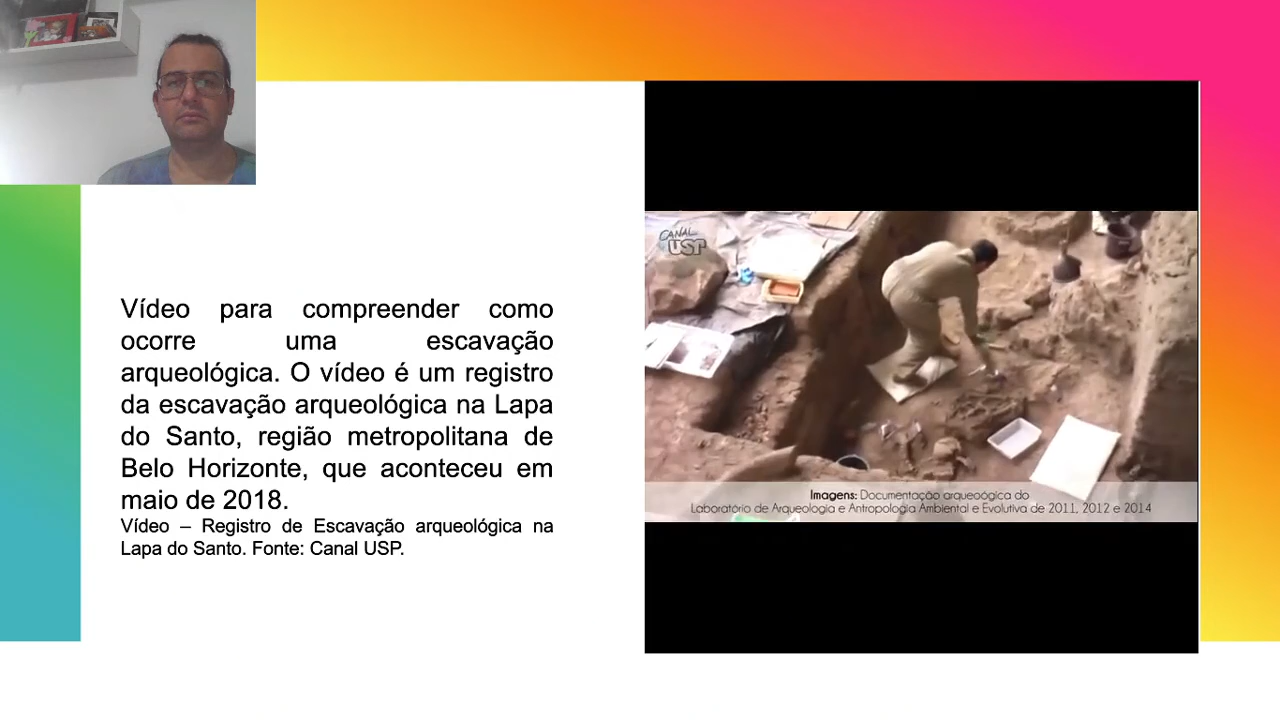 Vídeo para compreender como
ocorre uma escavação
arqueológica. O vídeo é um registro
da escavação arqueológica na Lapa
do Santo, região metropolitana de
Belo Horizonte, que aconteceu em
maio de 2018.
Vídeo – Registro de Escavação arqueológica na
Lapa do Santo. Fonte: Canal USP.
CANAL
USP
Imagens: Documentação arqueoógica do
Laboratório de Arqueologia e Antropologia Ambiental e Evolutiva de 2011, 2012 e 2014